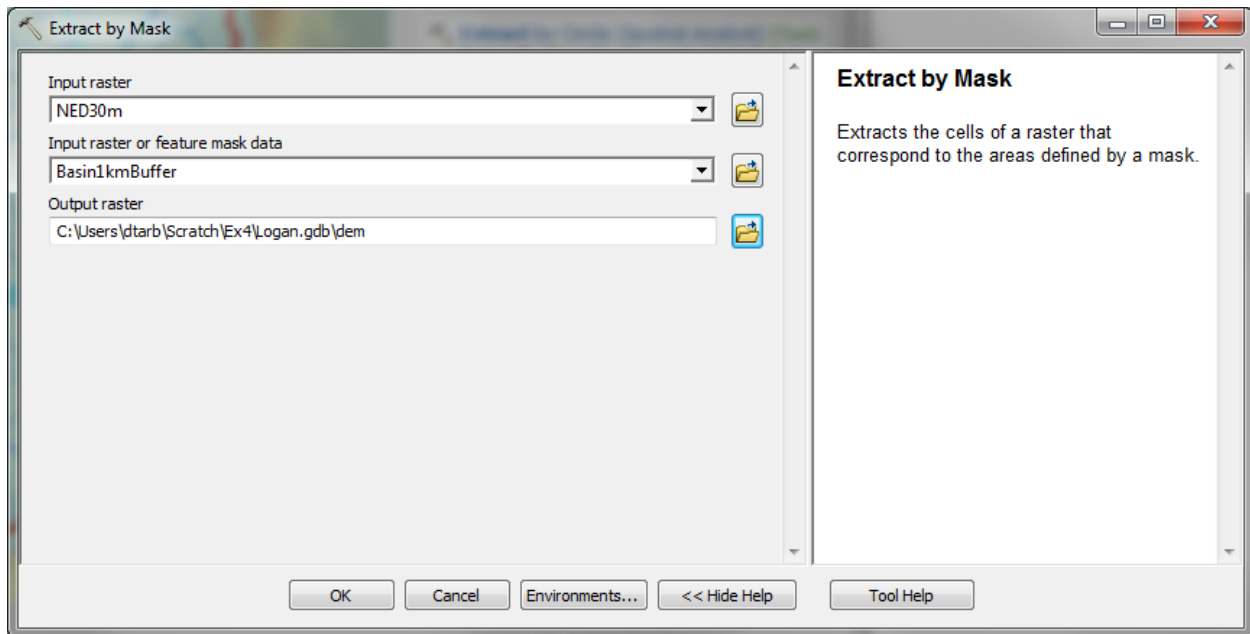 Extract by Mask
Input raster
NED30m
Input raster or feature mask data
Basin1kmBuffer
Output raster
C:\Users\dtarb\Scratch\Ex4\Logan.gdb\dem
Extract by Mask
Extracts the cells of a raster that
correspond to the areas defined by a mask.
OK
Cancel
Environments...
<< Hide Help
Tool Help